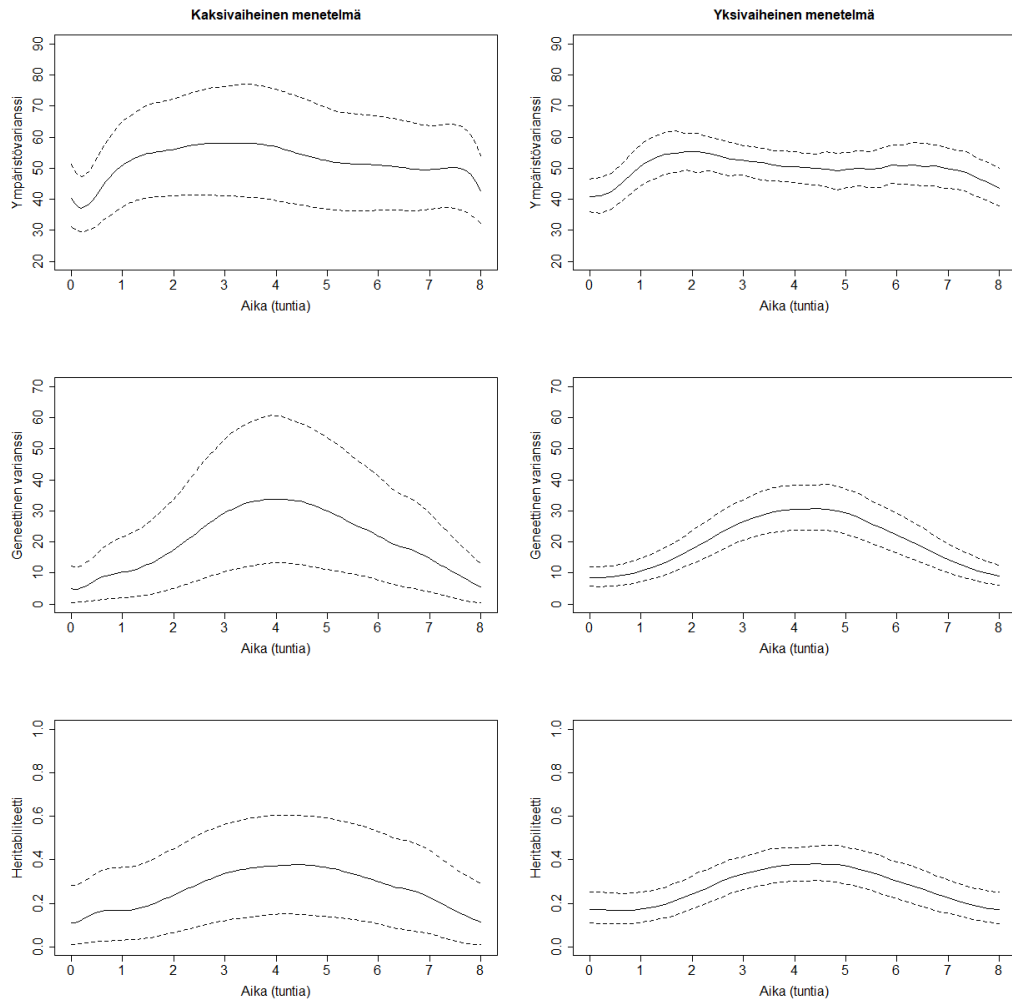 Kaksivaiheinen menetelmä
Yksivaiheinen menetelmä
Ympäristövarianssi
20 30 40 50 60 70 80 90
0 1 2 3 4 5 6 7 8
Aika (tuntia)
Ympäristövarianssi
20 30 40 50 60 70 80 90
0 1 2 3 4 5 6 7 8
Aika (tuntia)
Geneettinen varianssi
0 10 20 30 40 50 60 70
0 1 2 3 4 5 6 7 8
Aika (tuntia)
Geneettinen varianssi
0 10 20 30 40 50 60 70
0 1 2 3 4 5 6 7 8
Aika (tuntia)
Heritabiliteetti
0.0 0.2 0.4 0.6 0.8 1.0
0 1 2 3 4 5 6 7 8
Aika (tuntia)
Heritabiliteetti
0.0 0.2 0.4 0.6 0.8 1.0
0 1 2 3 4 5 6 7 8
Aika (tuntia)